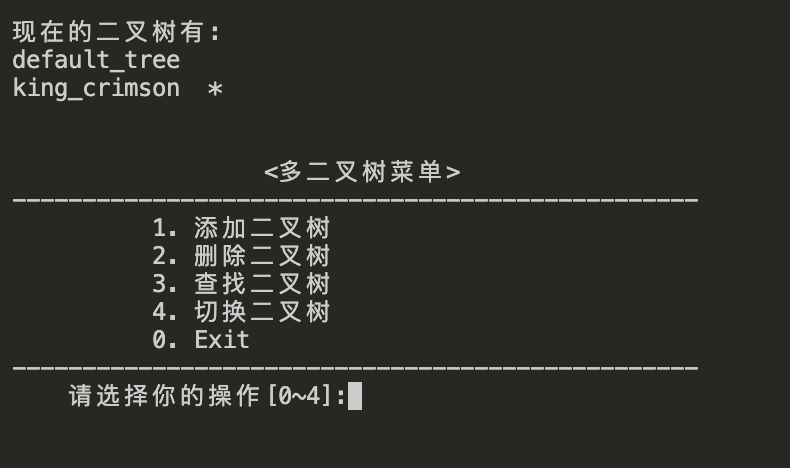 现在的二叉树有:
default_tree
king_crimson *
<多二叉树菜单>
1. 添加二叉树
2. 删除二叉树
3. 查找二叉树
4. 切换二叉树
0. Exit
请选择你的操作[0~4]: